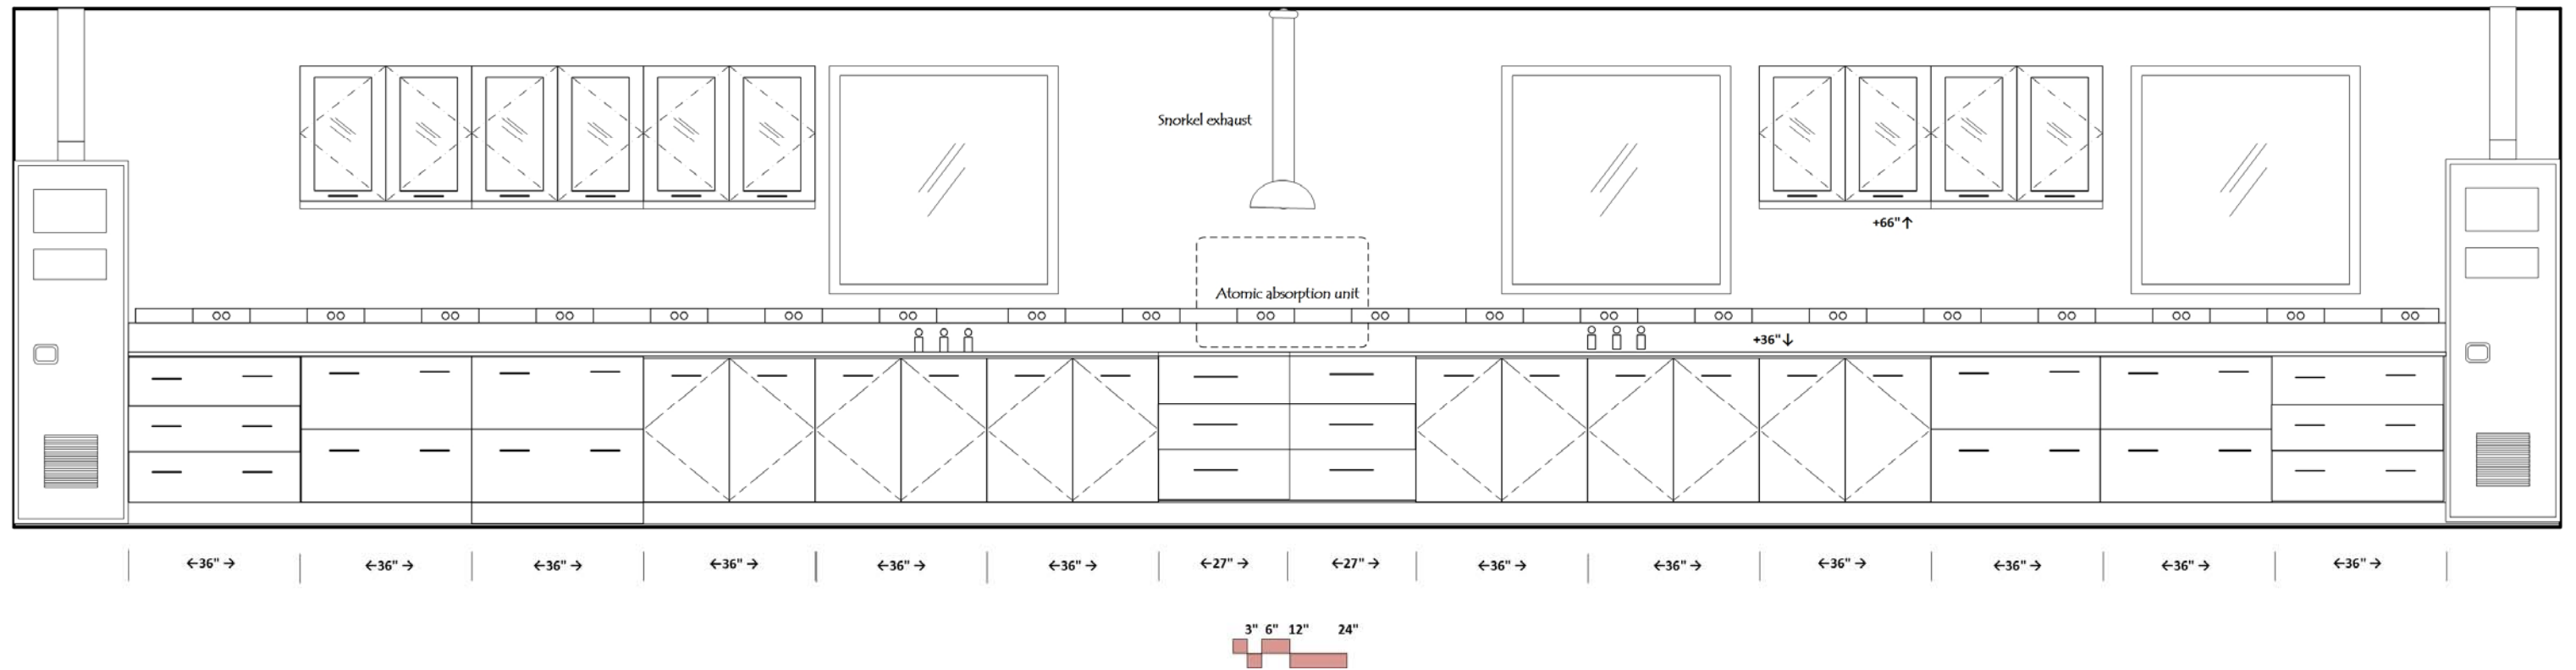 Snorkel exhaust
+66"↑
Atomic absorption unit
+36"↓
←36"→ ←36"→ ←36"→ ←36"→ ←36"→ ←36"→ ←27"→ ←27"→ ←36"→ ←36"→ ←36"→ ←36"→ ←36"→ ←36"→
3" 6" 12" 24"